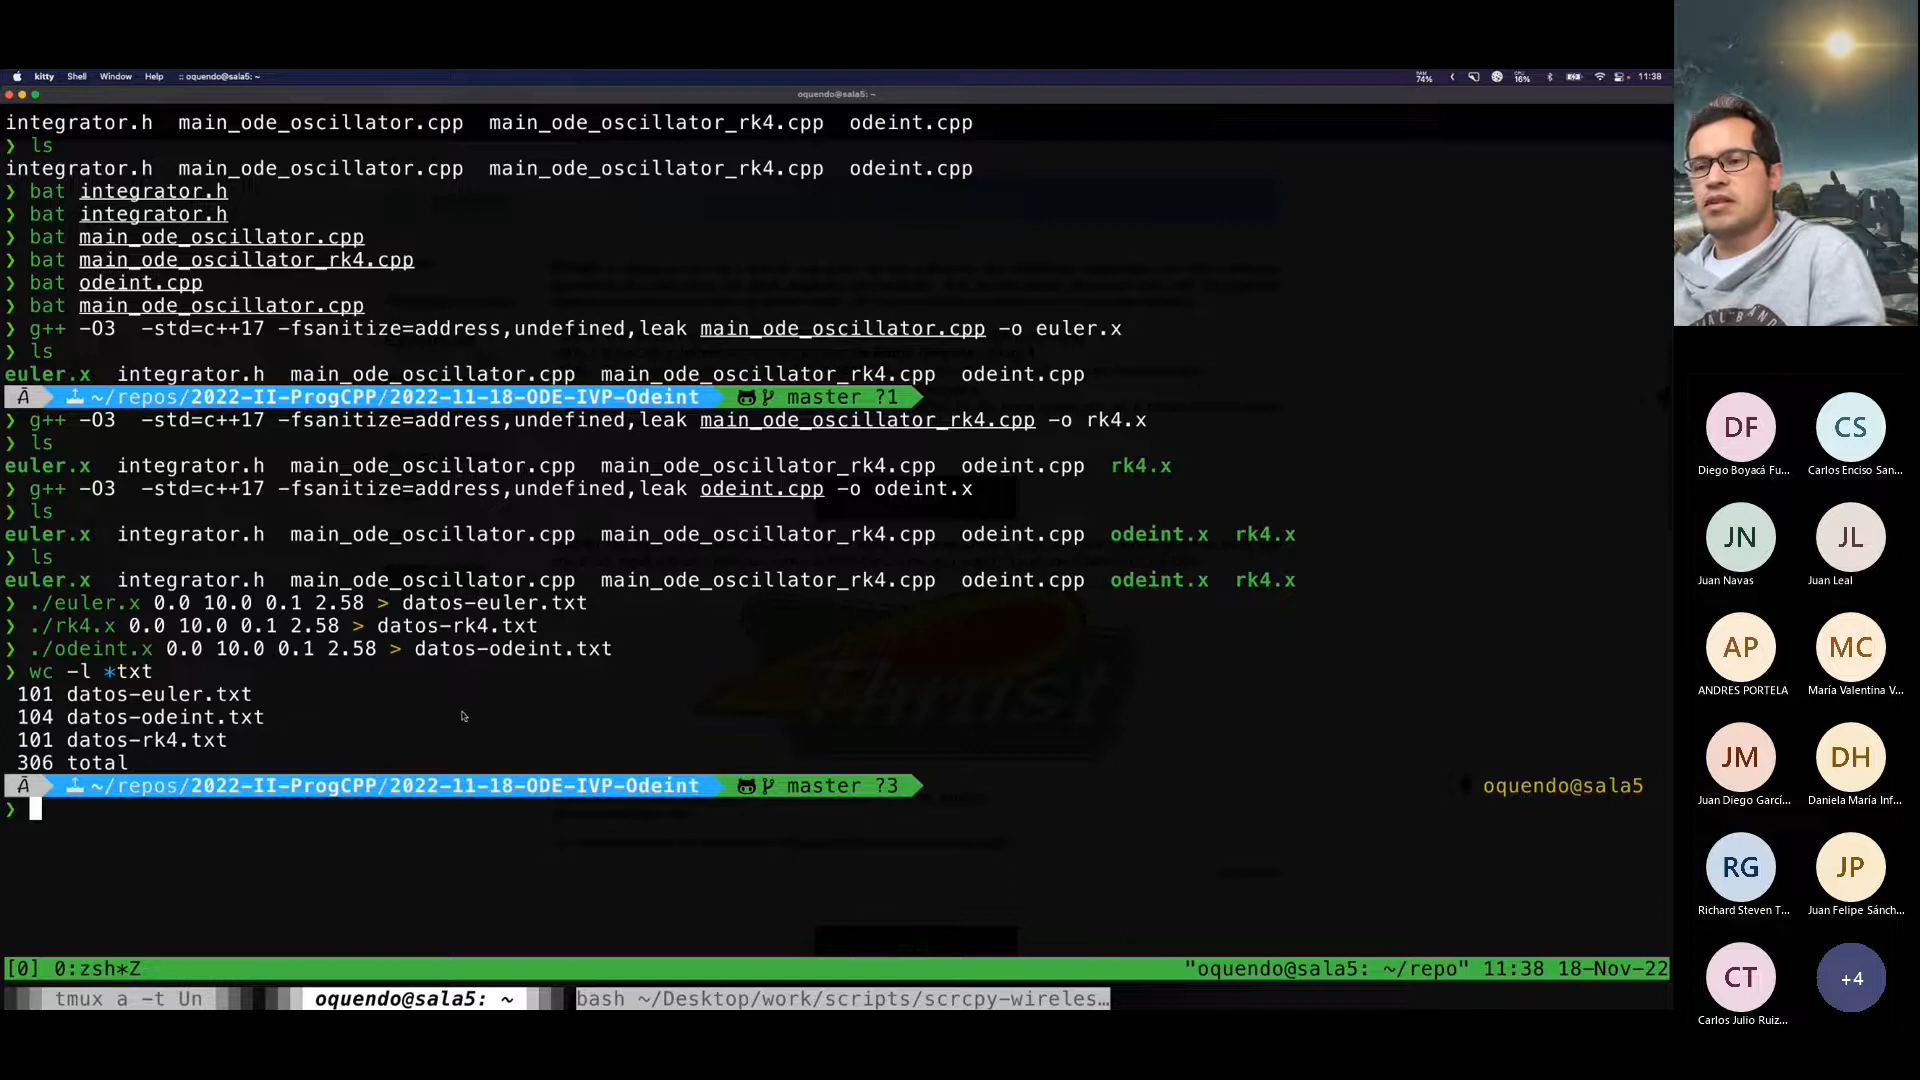 kitty Shell Window Help :: oquendo@sala5: ~
74% 16% 11:38
oquendo@sala5: ~
integrator.h main_ode_oscillator.cpp main_ode_oscillator_rk4.cpp odeint.cpp
❯ ls
integrator.h main_ode_oscillator.cpp main_ode_oscillator_rk4.cpp odeint.cpp
❯ bat integrator.h
❯ bat integrator.h
❯ bat main_ode_oscillator.cpp
❯ bat main_ode_oscillator_rk4.cpp
❯ bat odeint.cpp
❯ bat main_ode_oscillator.cpp
❯ g++ -O3 -std=c++17 -fsanitize=address,undefined,leak main_ode_oscillator.cpp -o euler.x
❯ ls
euler.x integrator.h main_ode_oscillator.cpp main_ode_oscillator_rk4.cpp odeint.cpp
Ā ~/repos/2022-II-ProgCPP/2022-11-18-ODE-IVP-Odeint master ?1
❯ g++ -O3 -std=c++17 -fsanitize=address,undefined,leak main_ode_oscillator_rk4.cpp -o rk4.x
❯ ls
euler.x integrator.h main_ode_oscillator.cpp main_ode_oscillator_rk4.cpp odeint.cpp rk4.x
❯ g++ -O3 -std=c++17 -fsanitize=address,undefined,leak odeint.cpp -o odeint.x
❯ ls
euler.x integrator.h main_ode_oscillator.cpp main_ode_oscillator_rk4.cpp odeint.cpp odeint.x rk4.x
❯ ls
euler.x integrator.h main_ode_oscillator.cpp main_ode_oscillator_rk4.cpp odeint.cpp odeint.x rk4.x
❯ ./euler.x 0.0 10.0 0.1 2.58 > datos-euler.txt
❯ ./rk4.x 0.0 10.0 0.1 2.58 > datos-rk4.txt
❯ ./odeint.x 0.0 10.0 0.1 2.58 > datos-odeint.txt
❯ wc -l *txt
101 datos-euler.txt
104 datos-odeint.txt
101 datos-rk4.txt
306 total
Ā ~/repos/2022-II-ProgCPP/2022-11-18-ODE-IVP-Odeint master ?3 oquendo@sala5
❯
Thrust
[0] 0:zsh*Z "oquendo@sala5: ~/repo" 11:38 18-Nov-22
tmux a -t Un oquendo@sala5: ~ bash ~/Desktop/work/scripts/scrcpy-wireles…
DF CS
Diego Boyacá Fu... Carlos Enciso San...
JN JL
Juan Navas Juan Leal
AP MC
ANDRES PORTELA María Valentina V...
JM DH
Juan Diego Garcí... Daniela María Inf...
RG JP
Richard Steven T... Juan Felipe Sánch...
CT +4
Carlos Julio Ruiz...